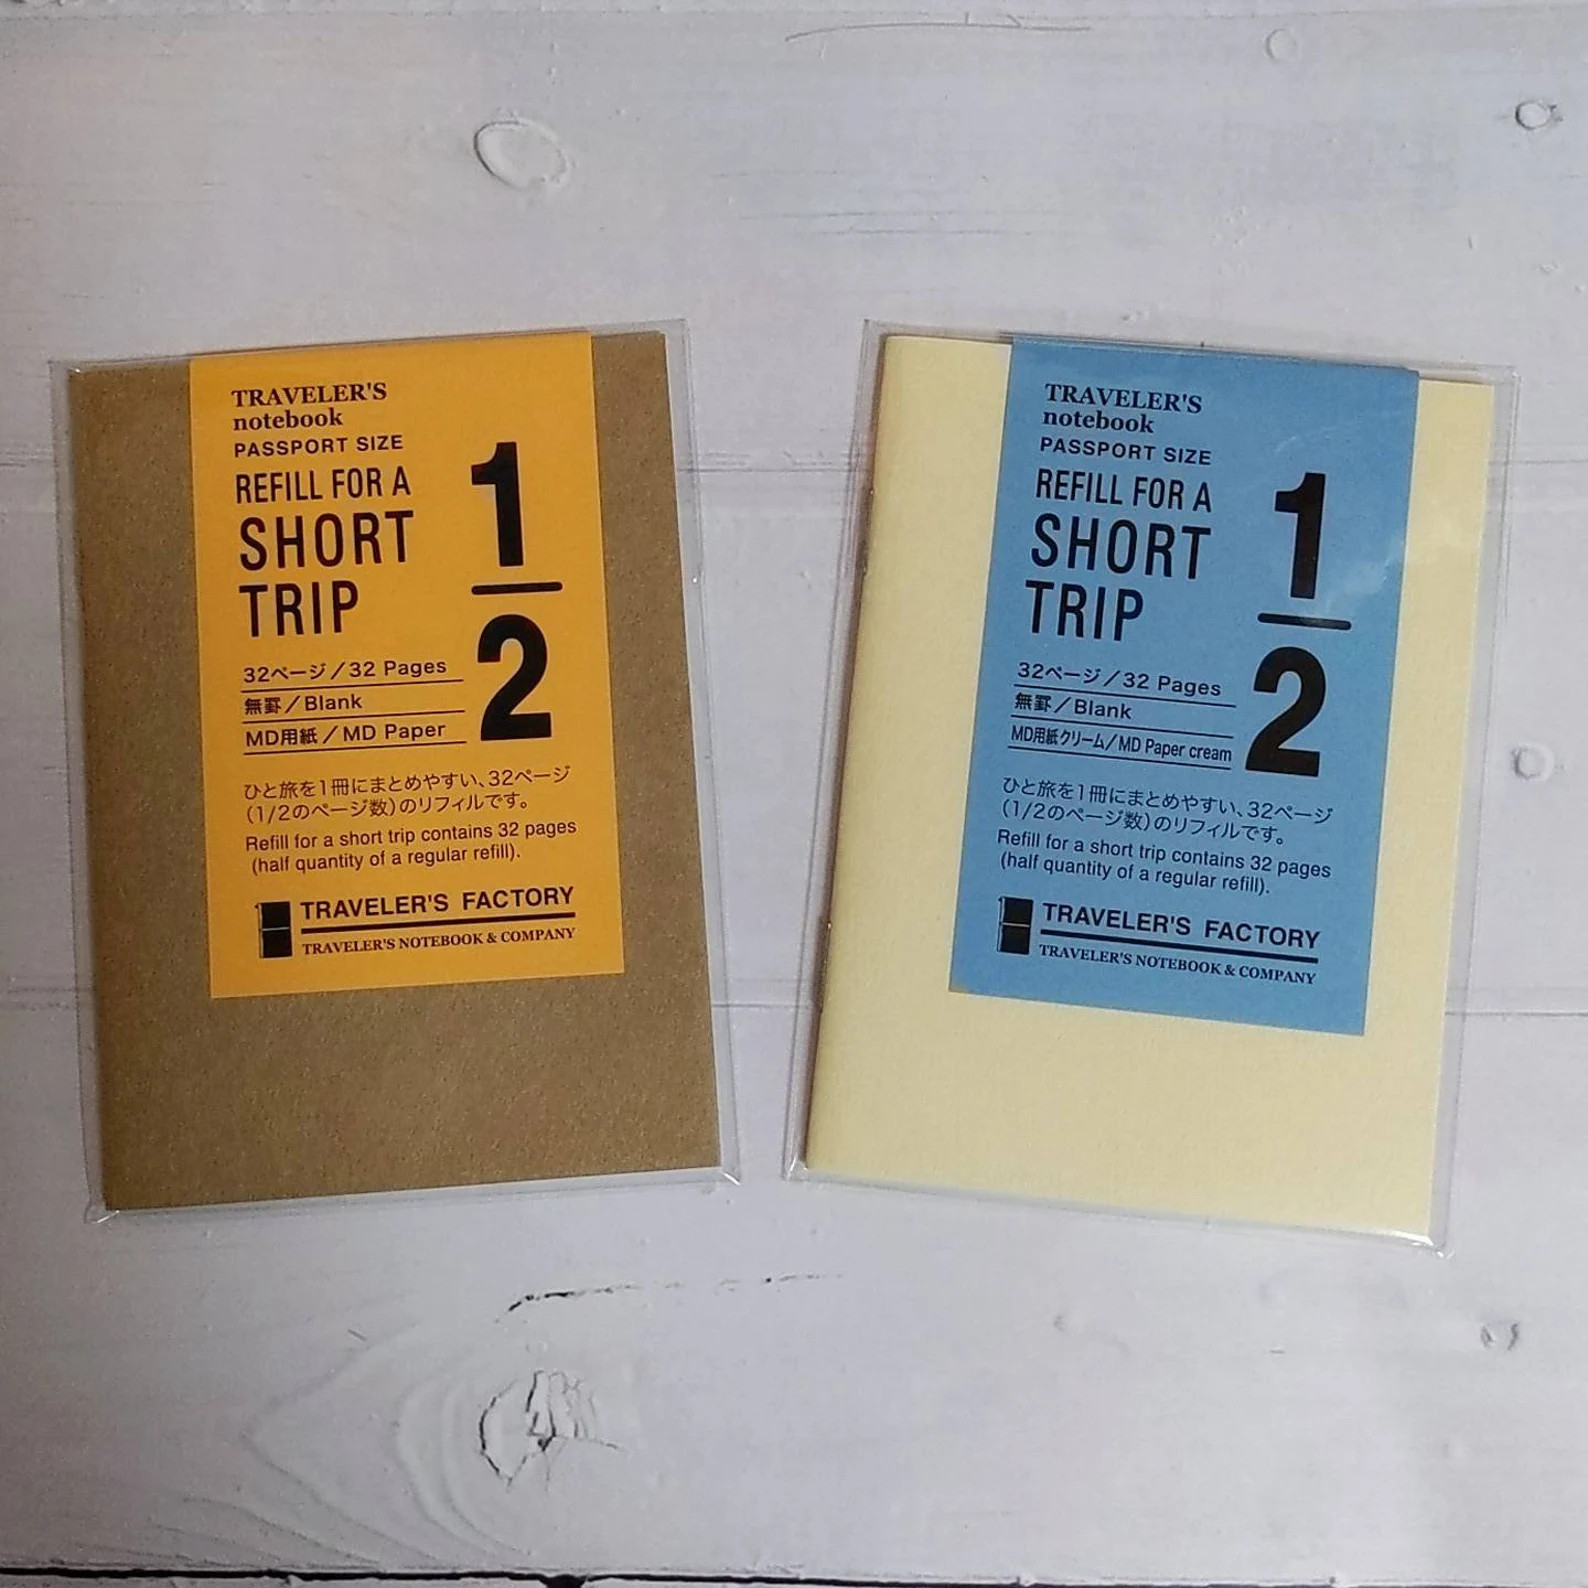 TRAVELER'S
notebook
PASSPORT SIZE
REFILL FOR A
SHORT
TRIP
1
2
32ページ／32 Pages
無罫／Blank
MD用紙／MD Paper
ひと旅を1冊にまとめやすい、32ページ
(1/2のページ数)のリフィルです。
Refill for a short trip contains 32 pages
(half quantity of a regular refill).
TRAVELER'S FACTORY
TRAVELER'S NOTEBOOK & COMPANY
TRAVELER'S
notebook
PASSPORT SIZE
REFILL FOR A
SHORT
TRIP
1
2
32ページ／32 Pages
無罫／Blank
MD用紙クリーム／MD Paper cream
ひと旅を1冊にまとめやすい、32ページ
(1/2のページ数)のリフィルです。
Refill for a short trip contains 32 pages
(half quantity of a regular refill).
TRAVELER'S FACTORY
TRAVELER'S NOTEBOOK & COMPANY